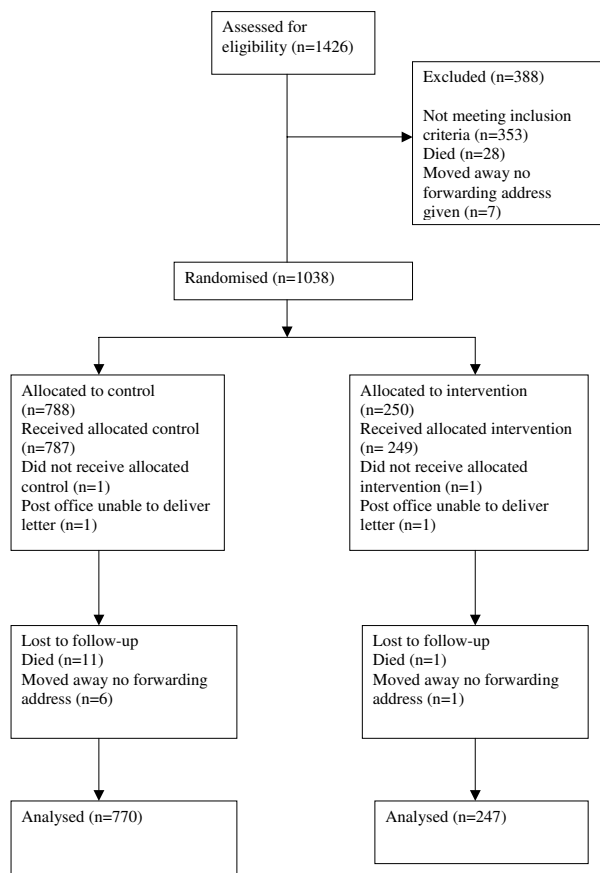 Assessed for
eligibility (n=1426)
Excluded (n=388)
Not meeting inclusion
criteria (n=353)
Died (n=28)
Moved away no
forwarding address
given (n=7)
Randomised (n=1038)
Allocated to control
(n=788)
Received allocated control
(n=787)
Did not receive allocated
control (n=1)
Post office unable to deliver
letter (n=1)
Allocated to intervention
(n=250)
Received allocated intervention
(n= 249)
Did not receive allocated
intervention (n=1)
Post office unable to deliver
letter (n=1)
Lost to follow-up
Died (n=11)
Moved away no forwarding
address (n=6)
Lost to follow-up
Died (n=1)
Moved away no forwarding
address (n=1)
Analysed (n=770)
Analysed (n=247)